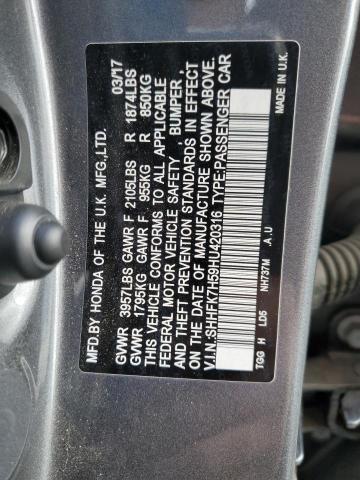 MFD.BY HONDA OF THE U.K. MFG.,LTD. 03/17
GVWR 3957LBS GAWR F 2105LBS R 1874LBS
GVWR 1795KG GAWR F 955KG R 850KG
THIS VEHICLE CONFORMS TO ALL APPLICABLE
FEDERAL MOTOR VEHICLE SAFETY , BUMPER ,
AND THEFT PREVENTION STANDARDS IN EFFECT
ON THE DATE OF MANUFACTURE SHOWN ABOVE.
V.I.N.:SHHFK7H59HU420316 TYPE:PASSENGER CAR
TGG H LD5 NH737M .A.U MADE IN U.K.